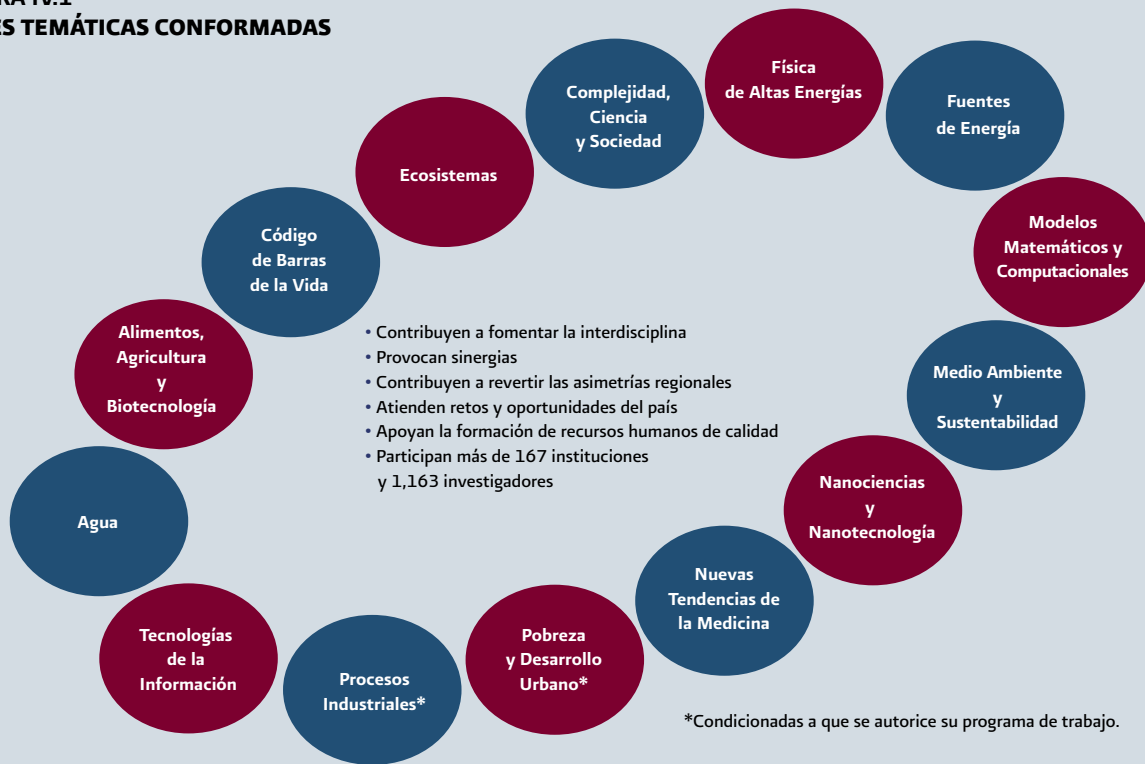 ES TEMÁTICAS CONFORMADAS
Complejidad,
Ciencia
y Sociedad
Física
de Altas Energías
Fuentes
de Energía
Ecosistemas
Modelos
Matemáticos y
Computacionales
Código
de Barras
de la Vida
Alimentos,
Agricultura
y
Biotecnología
• Contribuyen a fomentar la interdisciplina
• Provocan sinergias
• Contribuyen a revertir las asimetrías regionales
• Atienden retos y oportunidades del país
• Apoyan la formación de recursos humanos de calidad
• Participan más de 167 instituciones
y 1,163 investigadores
Medio Ambiente
y
Sustentabilidad
Nanociencias
y
Nanotecnología
Agua
Nuevas
Tendencias de
la Medicina
Tecnologías
de la
Información
Procesos
Industriales*
Pobreza
y Desarrollo
Urbano*
*Condicionadas a que se autorice su programa de trabajo.